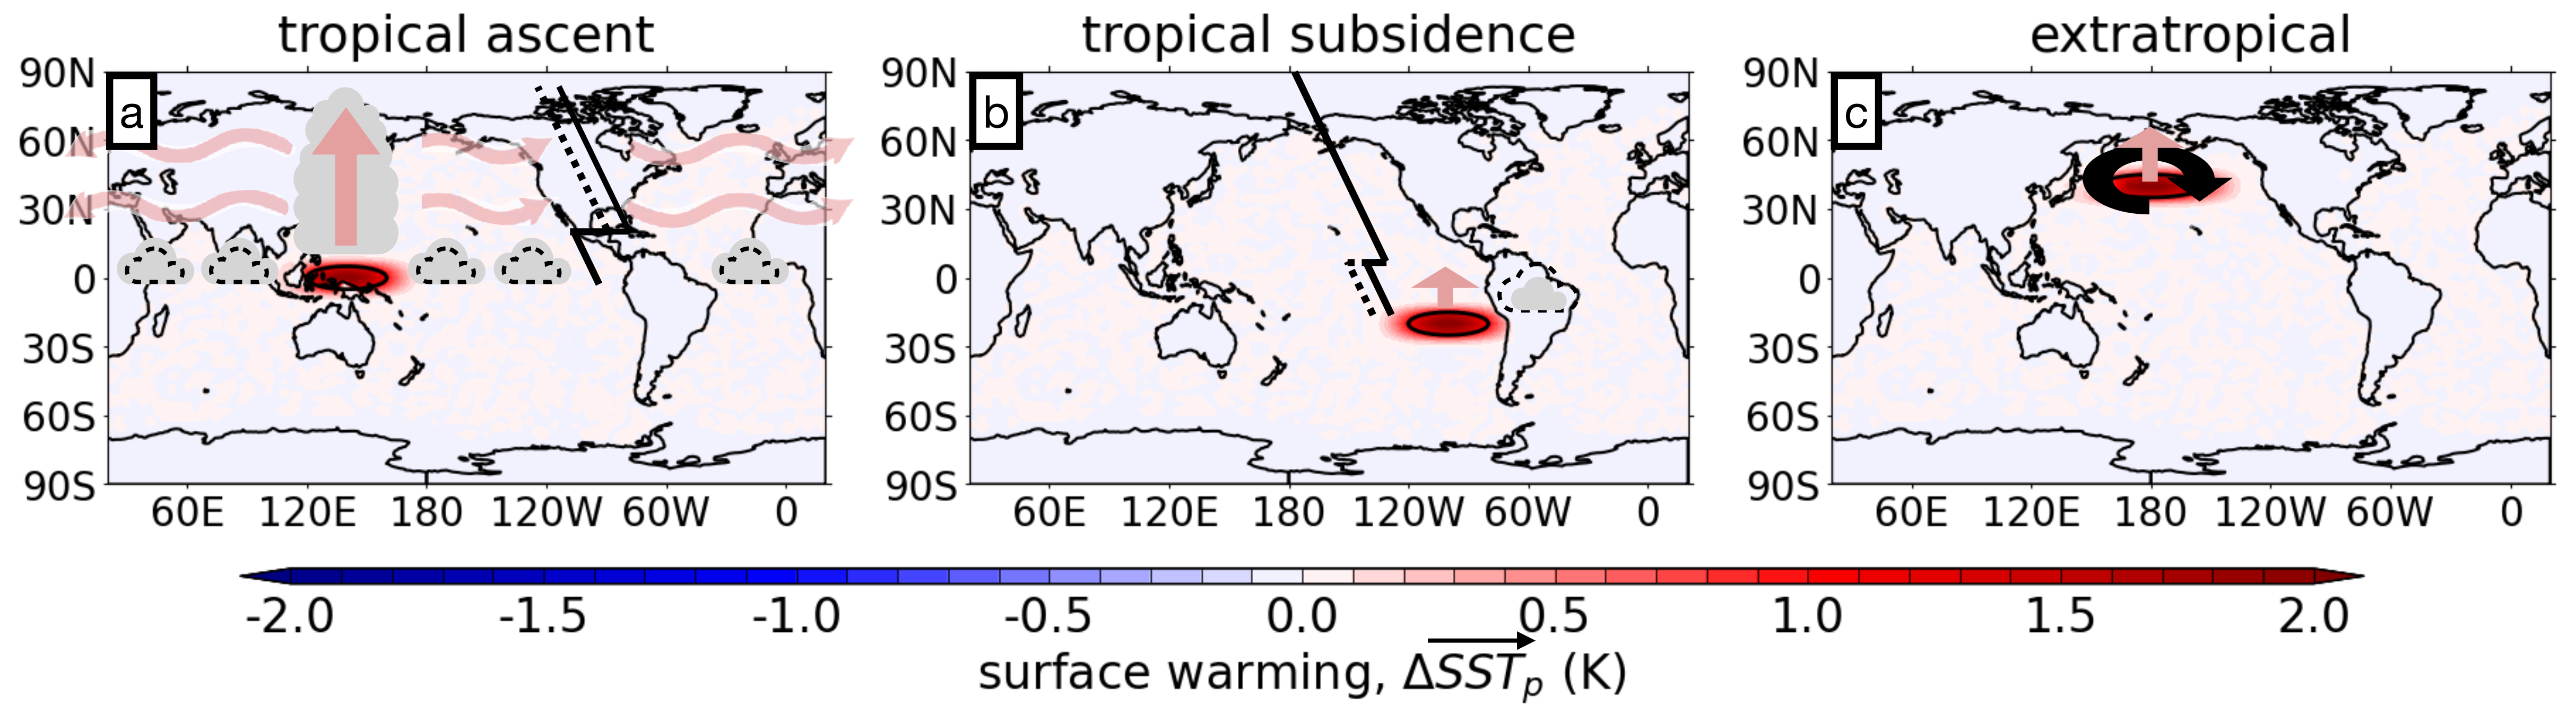 tropical ascent
tropical subsidence
extratropical
a
90N
60N
30N
0
30S
60S
90S
60E 120E 180 120W 60W 0
b
90N
60N
30N
0
30S
60S
90S
60E 120E 180 120W 60W 0
c
90N
60N
30N
0
30S
60S
90S
60E 120E 180 120W 60W 0
-2.0 -1.5 -1.0 -0.5 0.0 0.5 1.0 1.5 2.0
surface warming, Δ\overrightarrow{SST}_p (K)